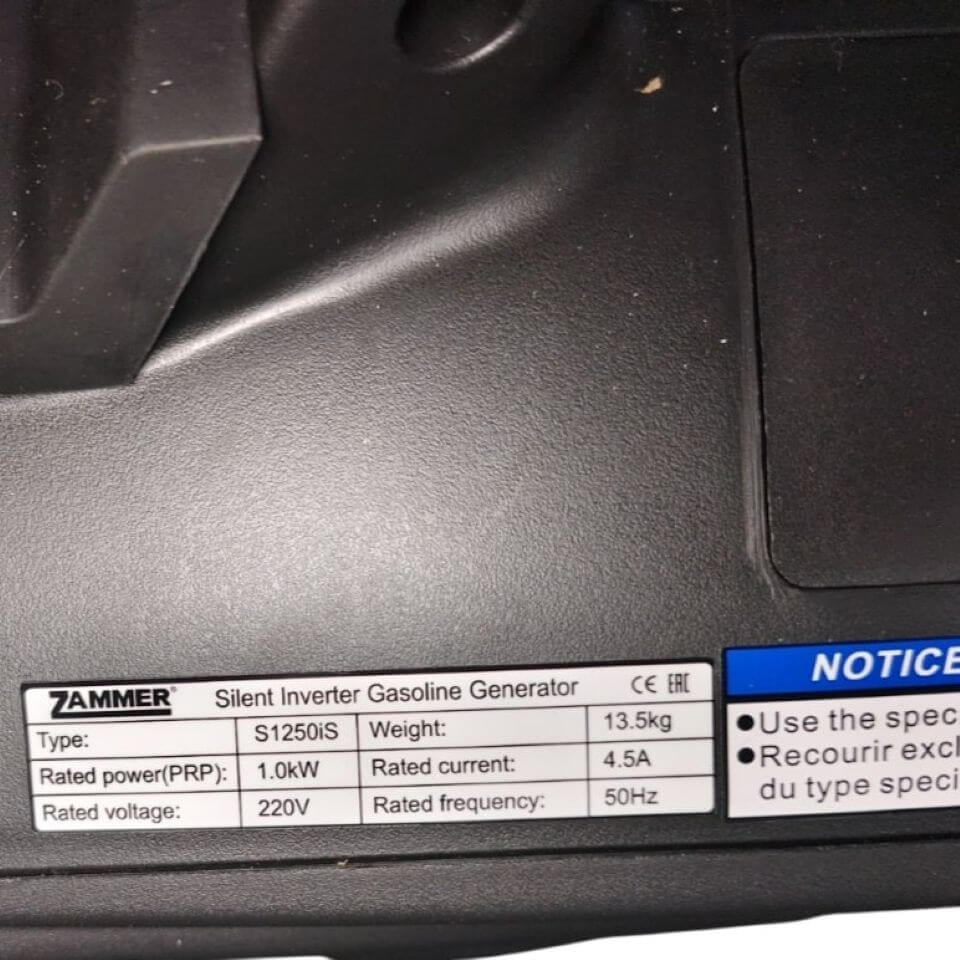 ZAMMER® Silent Inverter Gasoline Generator CE EAC
Type: S1250iS Weight: 13.5kg
Rated power(PRP): 1.0kW Rated current: 4.5A
Rated voltage: 220V Rated frequency: 50Hz
NOTICE
●Use the spec
●Recourir excl
du type speci